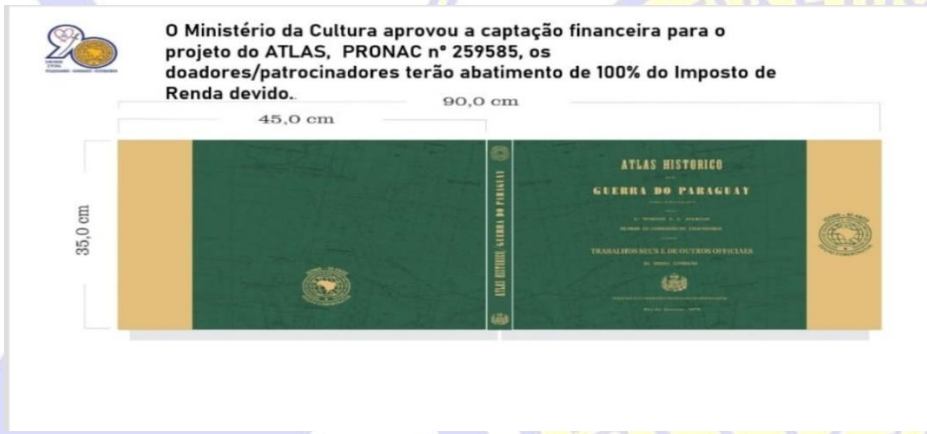 O Ministério da Cultura aprovou a captação financeira para o
projeto do ATLAS, PRONAC nº 259585, os
doadores/patrocinadores terão abatimento de 100% do Imposto de
Renda devido.
90,0 cm
45,0 cm
35,0 cm
ATLAS HISTORICO
GUERRA DO PARAGUAY
TRABALHOS SEUS E DE OUTROS OFFICIAES
ATLAS HISTORICO GUERRA DO PARAGUAY